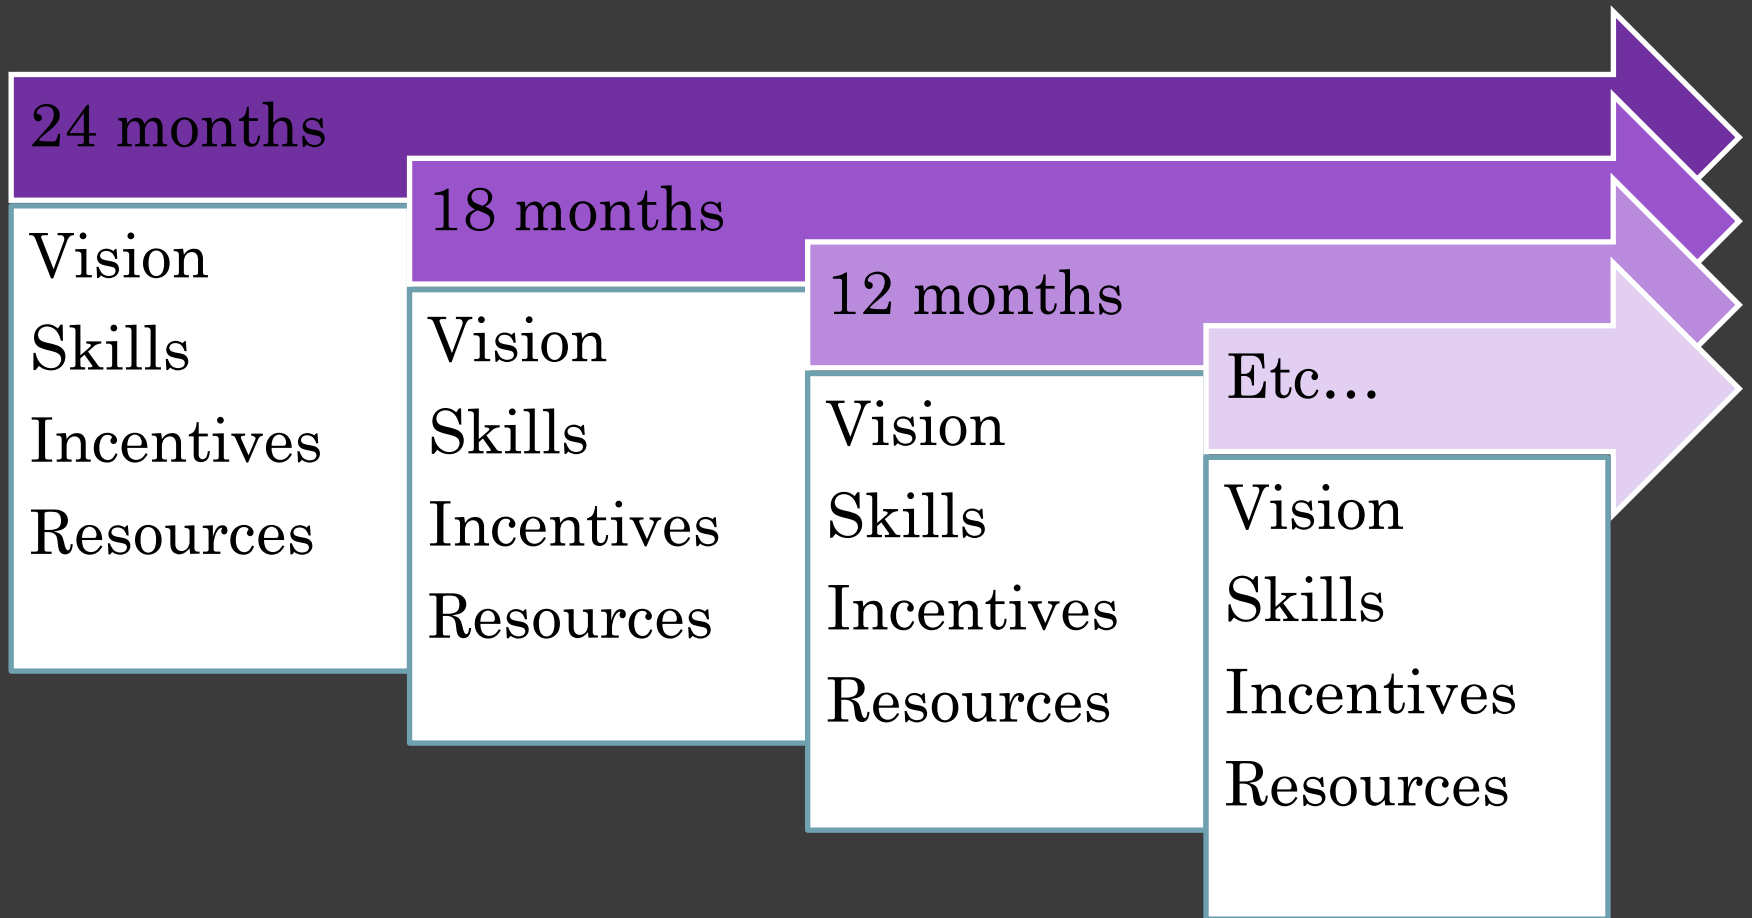 24 months
Vision
Skills
Incentives
Resources
18 months
Vision
Skills
Incentives
Resources
12 months
Vision
Skills
Incentives
Resources
Etc...
Vision
Skills
Incentives
Resources